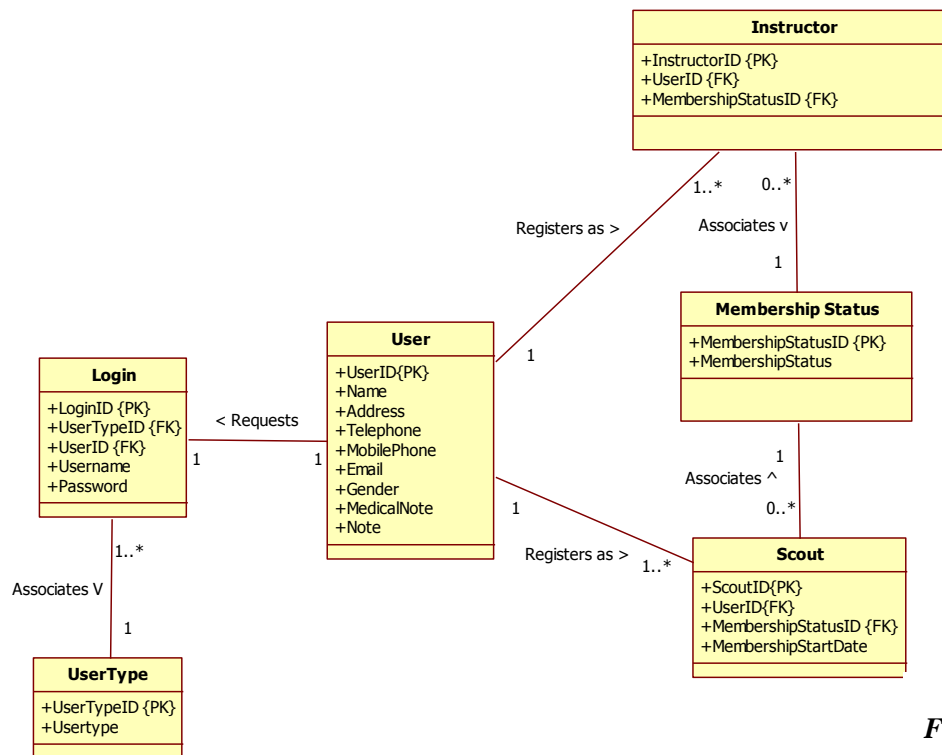 Instructor
+InstructorID {PK}
+UserID {FK}
+MembershipStatusID {FK}
1..*
0..*
Registers as >
Associates v
1
1
Membership Status
+MembershipStatusID {PK}
+MembershipStatus
User
+UserID{PK}
+Name
+Address
+Telephone
+MobilePhone
+Email
+Gender
+MedicalNote
+Note
Login
+LoginID {PK}
+UserTypeID {FK}
+UserID {FK}
+Username
+Password
< Requests
1
1
1
Associates ^
0..*
1
Registers as >
1..*
Scout
+ScoutID{PK}
+UserID{FK}
+MembershipStatusID {FK}
+MembershipStartDate
1..*
Associates V
1
UserType
+UserTypeID {PK}
+Usertype
F